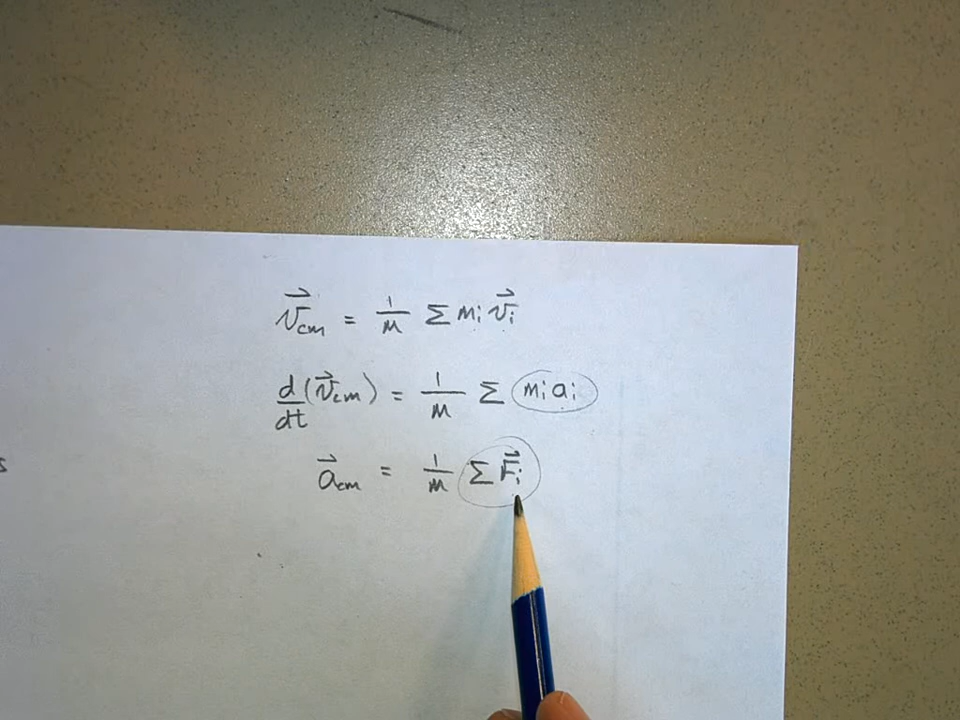 v⃗cm = 1/M Σ mi v⃗i
d/dt (v⃗cm) = 1/M Σ mi ai
s
a⃗cm = 1/M Σ F⃗i